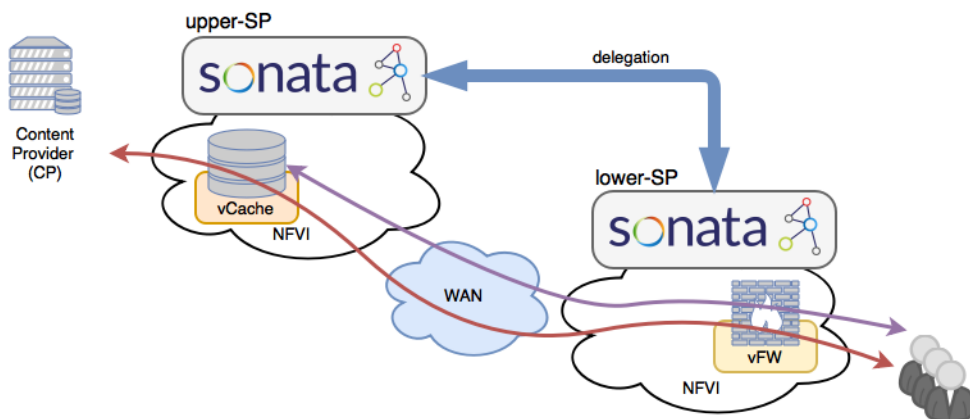 upper-SP
sonata
delegation
Content
Provider
(CP)
vCache
NFVI
lower-SP
sonata
WAN
vFW
NFVI